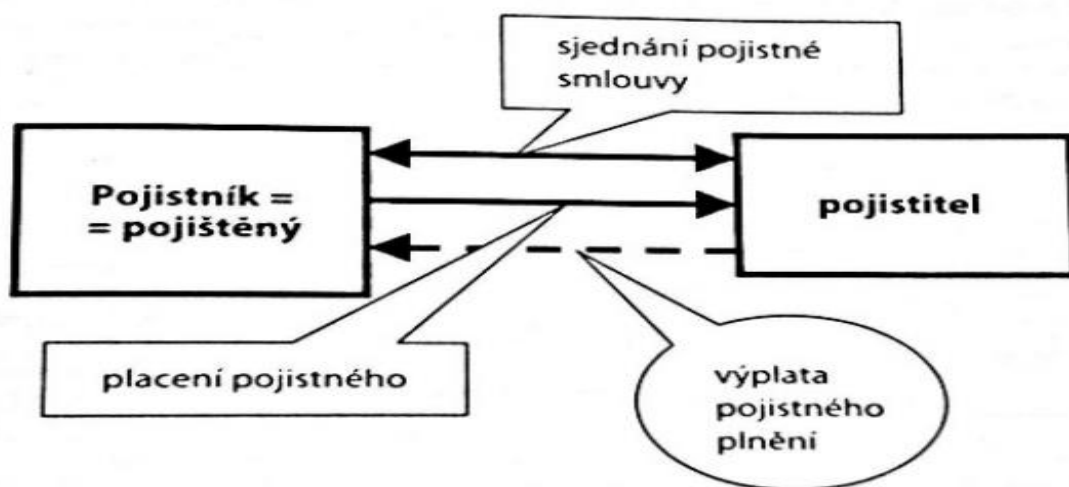 sjednání pojistné
smlouvy
Pojistník =
= pojištěný
pojistitel
placení pojistného
výplata
pojistného
plnění